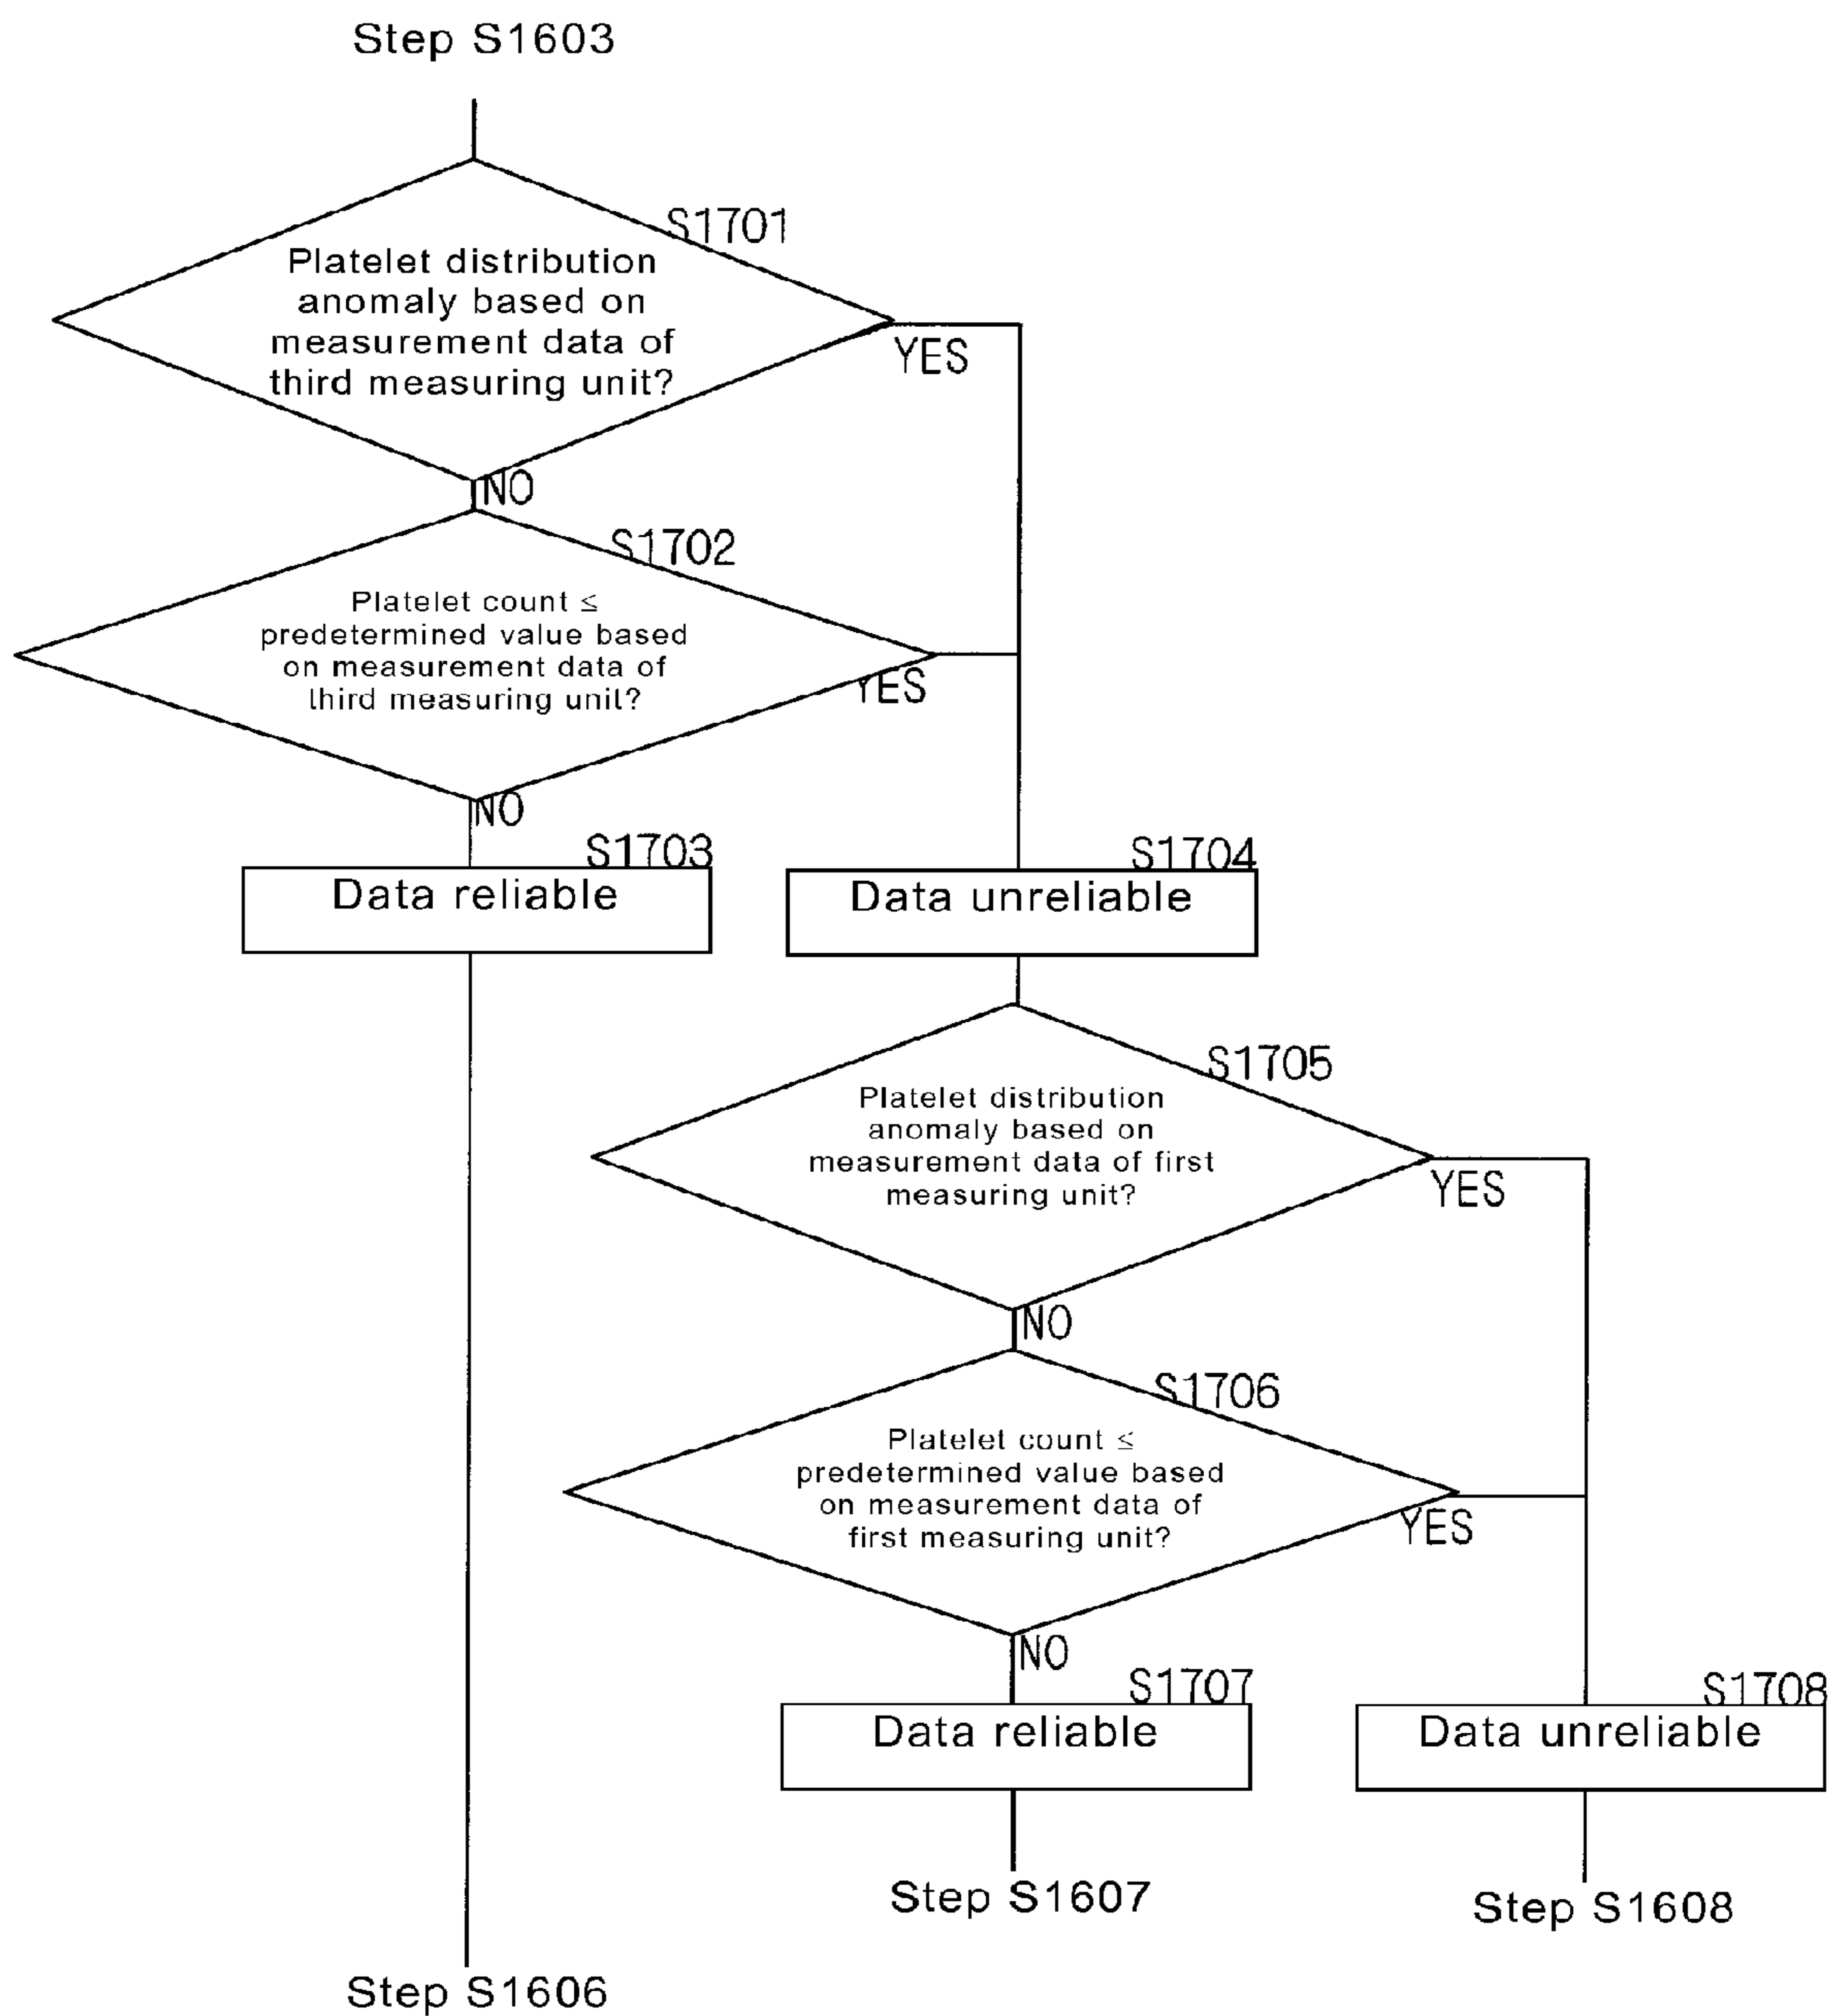 Step S1603
S1701
Platelet distribution
anomaly based on
measurement data of
third measuring unit?
YES
NO
S1702
Platelet count ≤
predetermined value based
on measurement data of
third measuring unit?
YES
NO
S1703
Data reliable
S1704
Data unreliable
S1705
Platelet distribution
anomaly based on
measurement data of first
measuring unit?
YES
NO
S1706
Platelet count ≤
predetermined value based
on measurement data of
first measuring unit?
YES
NO
S1707
Data reliable
S1708
Data unreliable
Step S1607
Step S1608
Step S1606